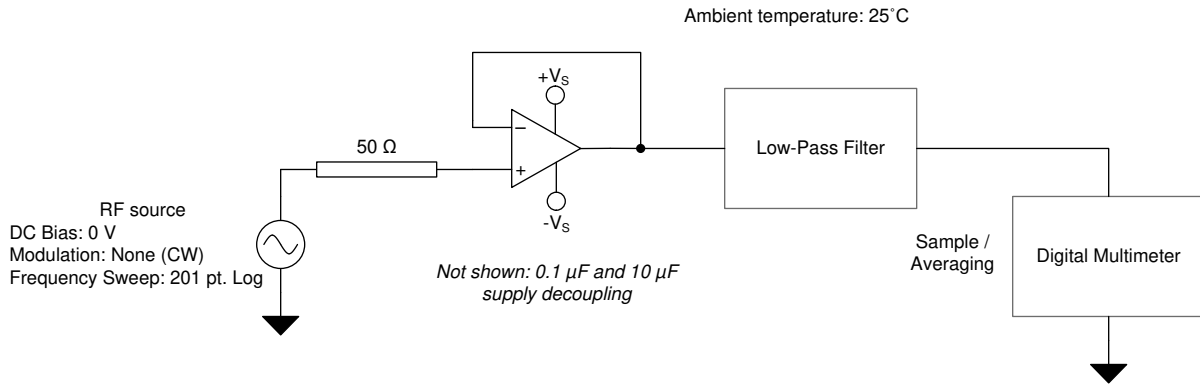 Ambient temperature: 25˚C
+VS
−
50 Ω
+
Low-Pass Filter
-VS
RF source
DC Bias: 0 V
Modulation: None (CW)
Frequency Sweep: 201 pt. Log
Not shown: 0.1 µF and 10 µF
supply decoupling
Sample /
Averaging
Digital Multimeter